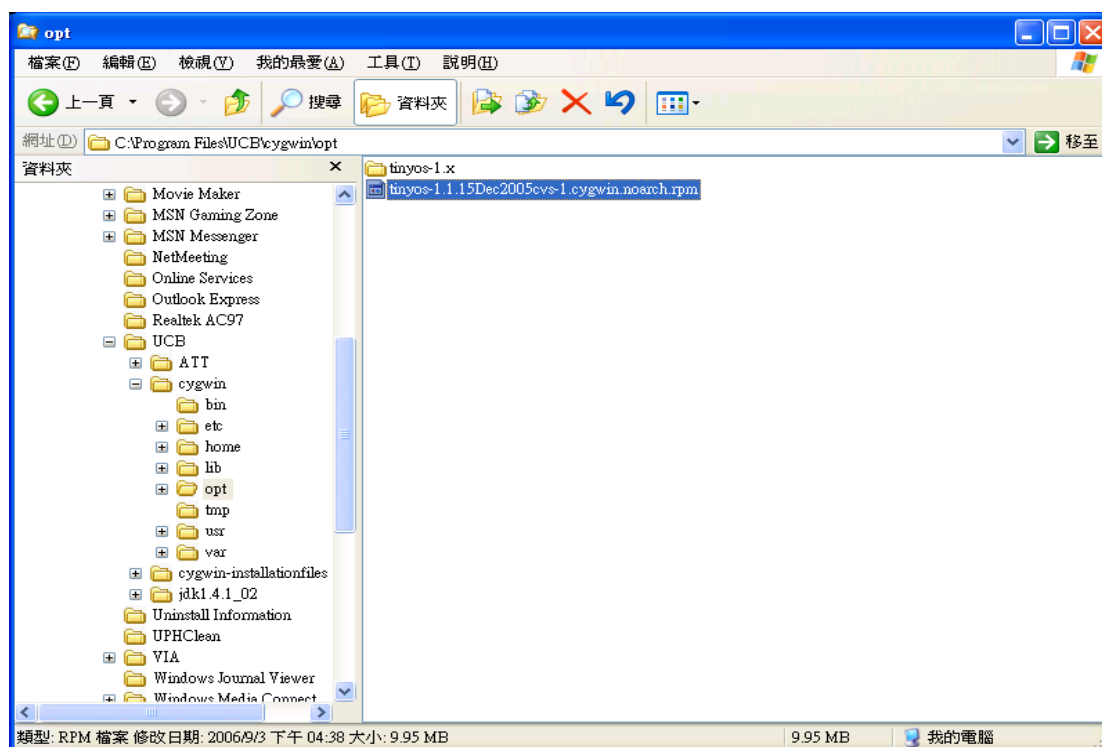 opt
檔案(F) 編輯(E) 檢視(V) 我的最愛(A) 工具(T) 說明(H)
上一頁 搜尋 資料夾
網址(D) C:\Program Files\UCB\cygwin\opt 移至
資料夾
Movie Maker
MSN Gaming Zone
MSN Messenger
NetMeeting
Online Services
Outlook Express
Realtek AC97
UCB
ATT
cygwin
bin
etc
home
lib
opt
tmp
usr
var
cygwin-installationfiles
jdk1.4.1_02
Uninstall Information
UPHClean
VIA
Windows Journal Viewer
Windows Media Connect
tinyos-1.x
tinyos-1.1.15Dec2005cvs-1.cygwin.noarch.rpm
類型: RPM 檔案 修改日期: 2006/9/3 下午 04:38 大小: 9.95 MB 9.95 MB 我的電腦